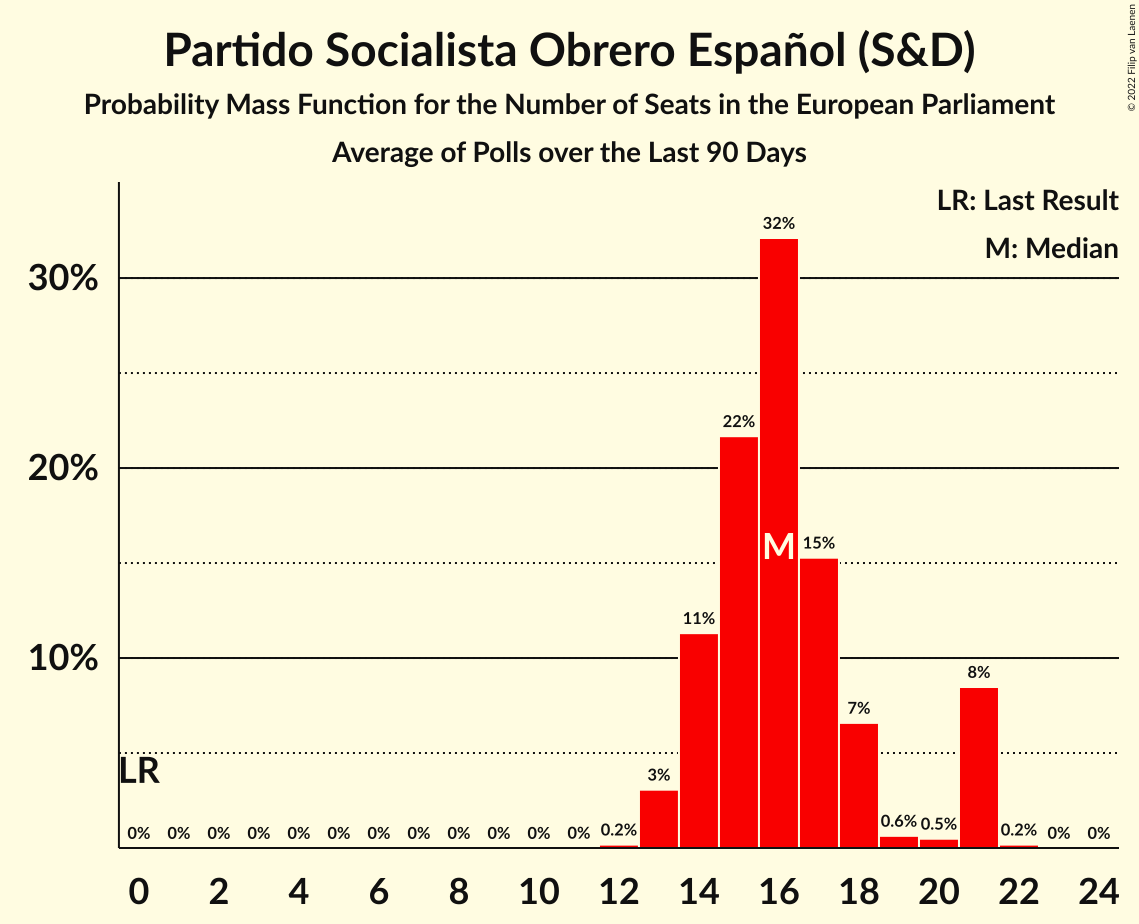 Partido Socialista Obrero Español (S&D)
Probability Mass Function for the Number of Seats in the European Parliament
Average of Polls over the Last 90 Days
© 2022 Filip van Laenen
LR: Last Result
M: Median
32%
30%
22%
20%
M
15%
11%
10%
8%
7%
LR
3%
0% 0% 0% 0% 0% 0% 0% 0% 0% 0% 0% 0% 0.2% 0.6% 0.5% 0.2% 0% 0%
0 2 4 6 8 10 12 14 16 18 20 22 24